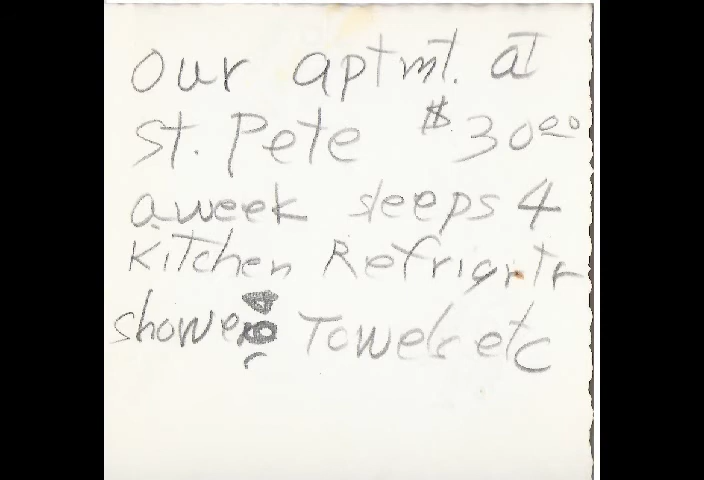 our aptmt. at
St. Pete $30.00
a week sleeps 4
Kitchen Refrigrtr
shower Towels etc